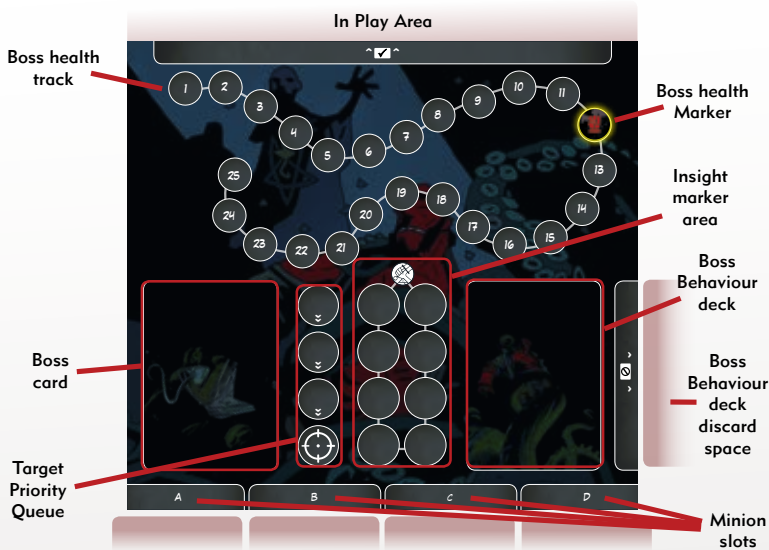 In Play Area
Boss health
track
1 2 3 4 5 6 7 8 9 10 11
Boss health
Marker
13
14
15
16
17
18
19
20
21
22
23
24
25
Insight
marker
area
Boss
Behaviour
deck
Boss
card
Boss
Behaviour
deck
discard
space
Target
Priority
Queue
A B C D
Minion
slots